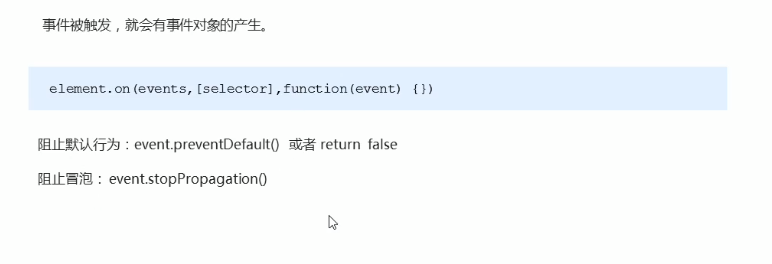 事件被触发，就会有事件对象的产生。
element.on(events,[selector],function(event) {})
阻止默认行为：event.preventDefault() 或者 return false
阻止冒泡： event.stopPropagation()